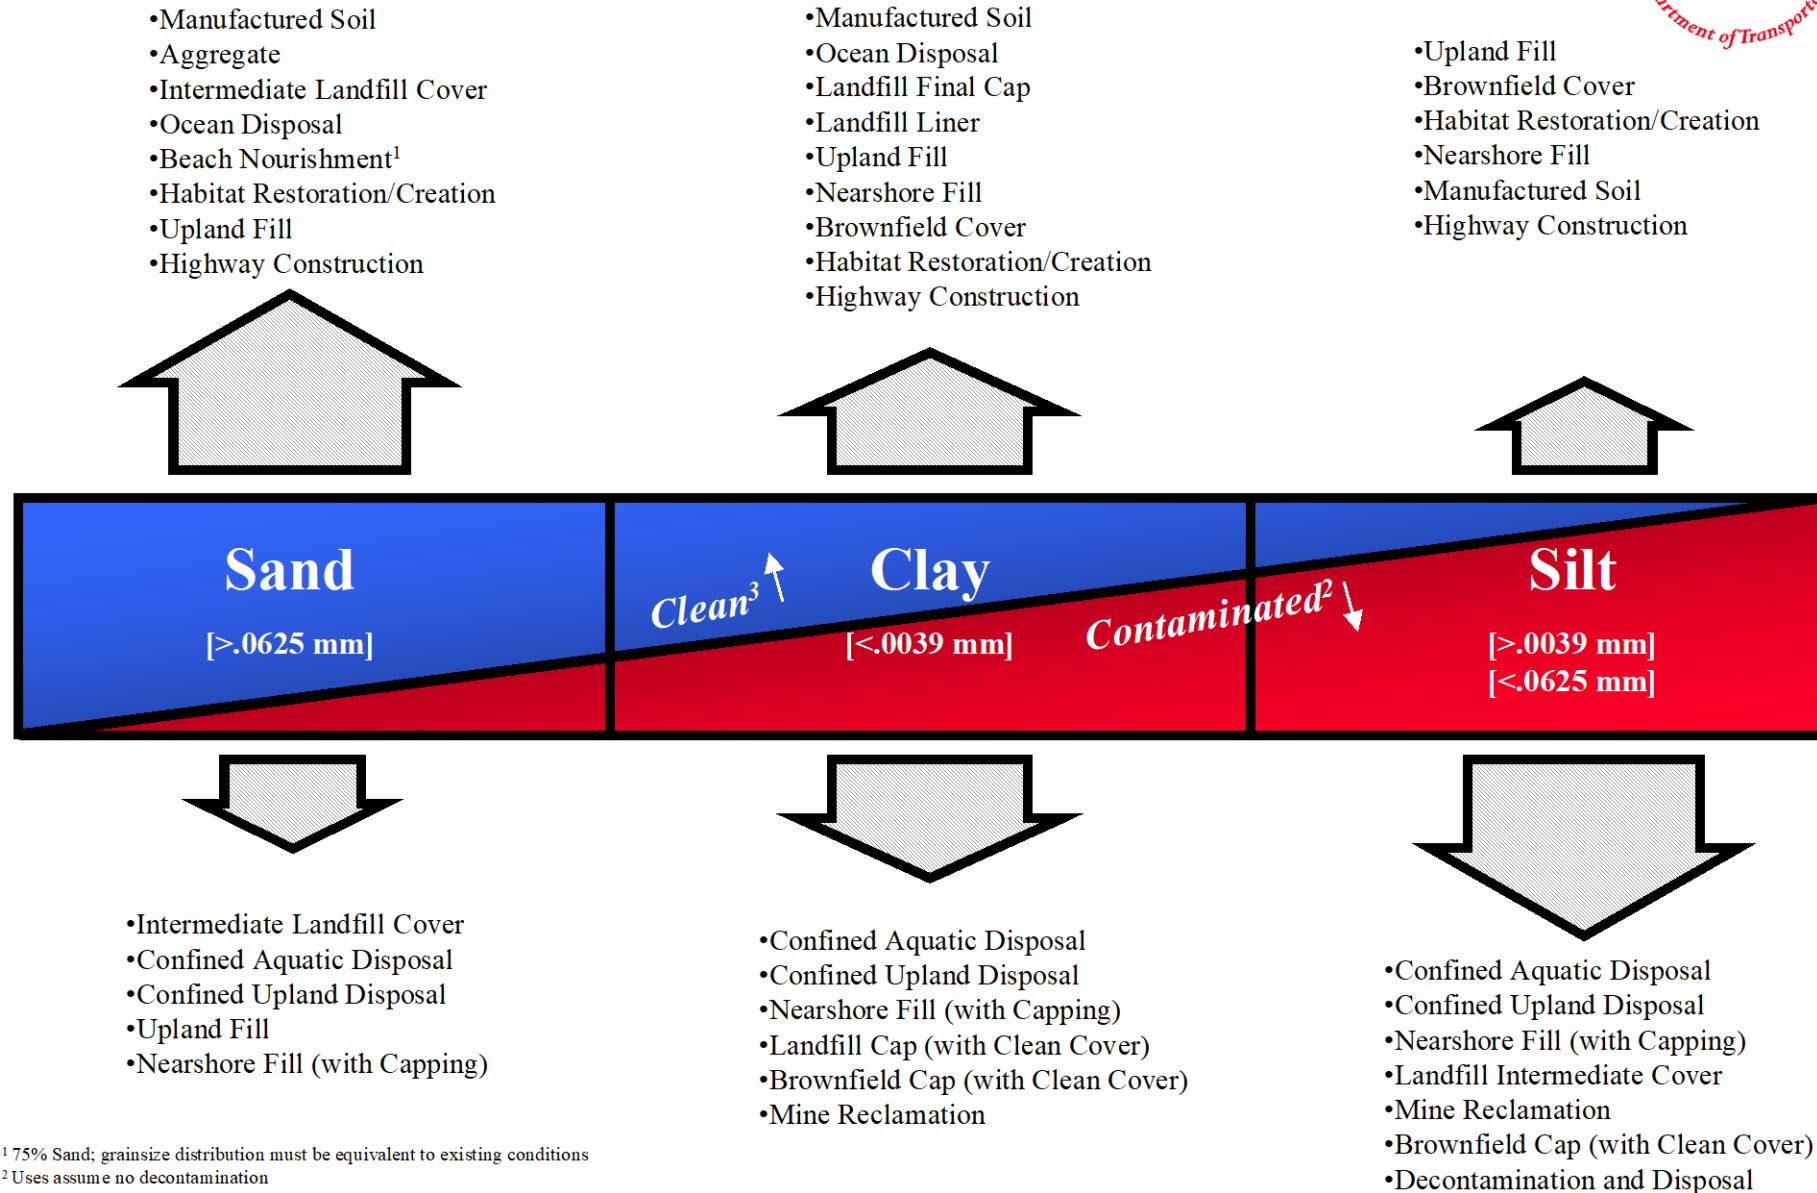 artment of Transporta
•Manufactured Soil
•Aggregate
•Intermediate Landfill Cover
•Ocean Disposal
•Beach Nourishment¹
•Habitat Restoration/Creation
•Upland Fill
•Highway Construction
•Manufactured Soil
•Ocean Disposal
•Landfill Final Cap
•Landfill Liner
•Upland Fill
•Nearshore Fill
•Brownfield Cover
•Habitat Restoration/Creation
•Highway Construction
•Upland Fill
•Brownfield Cover
•Habitat Restoration/Creation
•Nearshore Fill
•Manufactured Soil
•Highway Construction
Sand
[>.0625 mm]
Clean³
Clay
[<.0039 mm]
Contaminated²
Silt
[>.0039 mm]
[<.0625 mm]
•Intermediate Landfill Cover
•Confined Aquatic Disposal
•Confined Upland Disposal
•Upland Fill
•Nearshore Fill (with Capping)
•Confined Aquatic Disposal
•Confined Upland Disposal
•Nearshore Fill (with Capping)
•Landfill Cap (with Clean Cover)
•Brownfield Cap (with Clean Cover)
•Mine Reclamation
•Confined Aquatic Disposal
•Confined Upland Disposal
•Nearshore Fill (with Capping)
•Landfill Intermediate Cover
•Mine Reclamation
•Brownfield Cap (with Clean Cover)
•Decontamination and Disposal
¹ 75% Sand; grainsize distribution must be equivalent to existing conditions
² Uses assume no decontamination